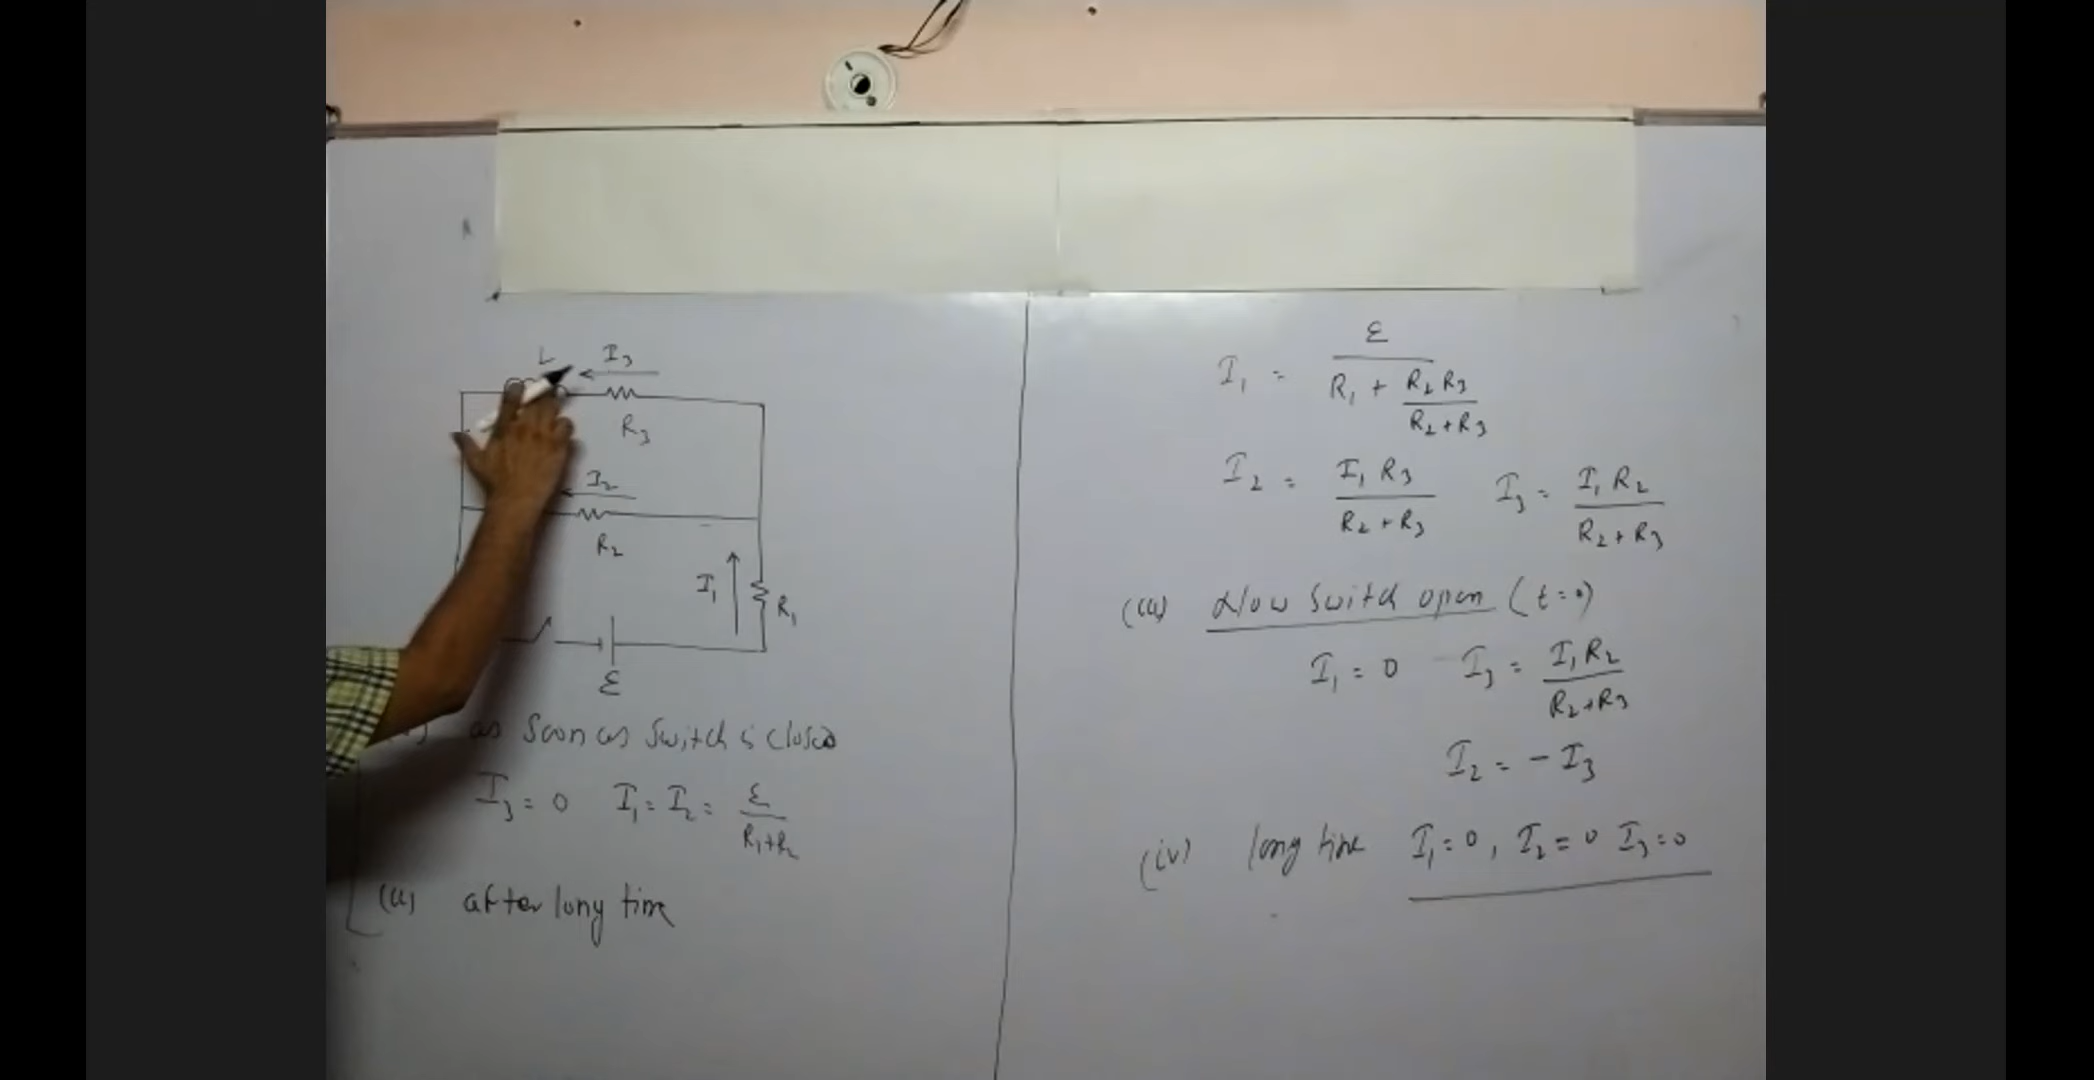 L I₃
R₃
I₂
R₂
I₁ R₁
ε
as soon as switch is closed
I₃ = 0 I₁ = I₂ = ε / (R₁+R₂)
(ii) after long time
I₁ = ε / (R₁ + R₂R₃ / (R₂+R₃))
I₂ = I₁R₃ / (R₂+R₃) I₃ = I₁R₂ / (R₂+R₃)
(iii) Now switch open (t=0)
I₁ = 0 I₃ = I₁R₂ / (R₂+R₃)
I₂ = - I₃
(iv) long time I₁=0, I₂=0 I₃=0